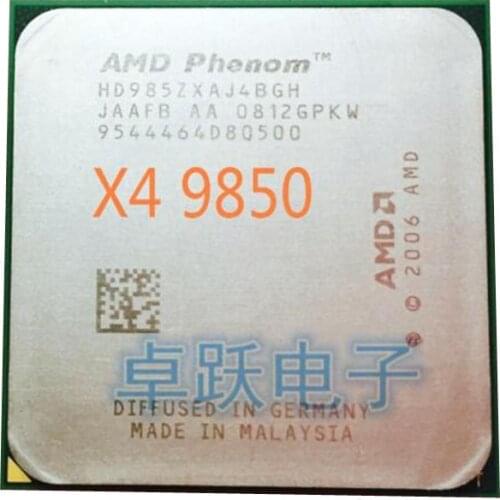 AMD Phenom™
HD985ZXAJ4BGH
JAAFB AA 0812GPKW
9544464D80500
X4 9850
AMD
© 2006 AMD
卓跃电子
DIFFUSED IN GERMANY
MADE IN MALAYSIA